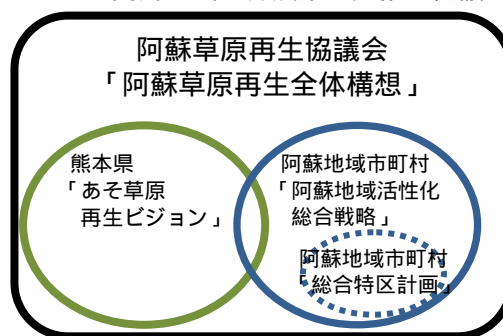 阿蘇草原再生協議会
「阿蘇草原再生全体構想」
熊本県
「あそ草原
再生ビジョン」
阿蘇地域市町村
「阿蘇地域活性化
総合戦略」
阿蘇地域市町村
「総合特区計画」